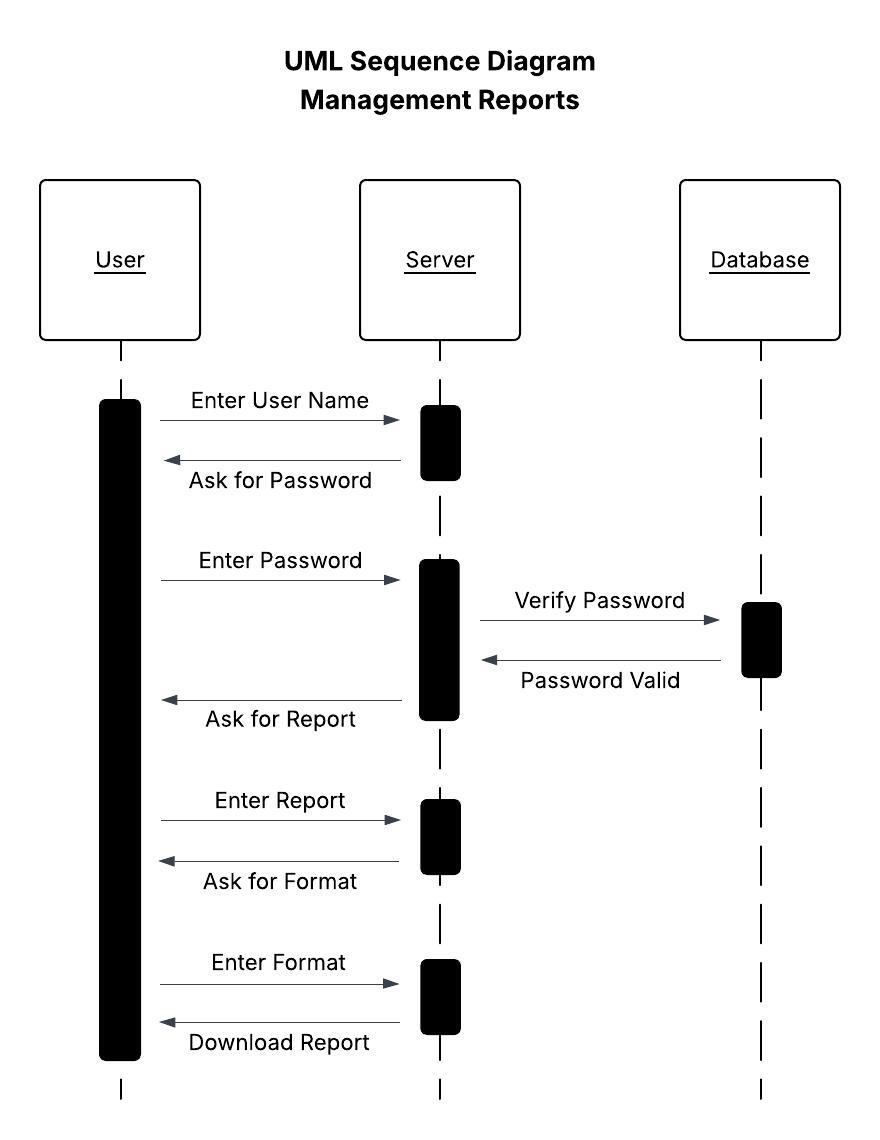 UML Sequence Diagram
Management Reports
User
Server
Database
Enter User Name
Ask for Password
Enter Password
Verify Password
Password Valid
Ask for Report
Enter Report
Ask for Format
Enter Format
Download Report